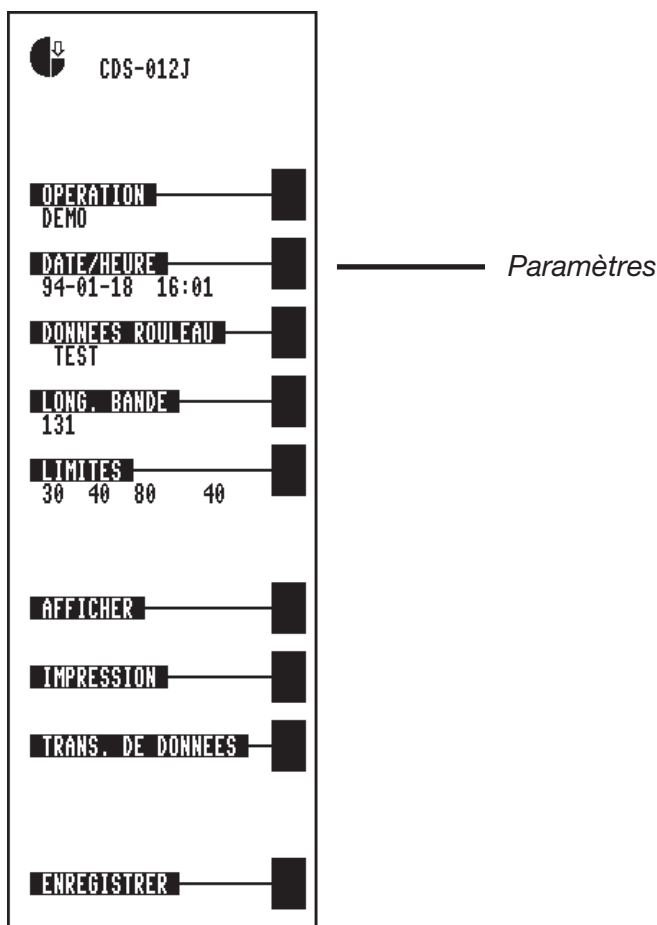 CDS-012J
OPERATION
DEMO
DATE/HEURE
94-01-18 16:01
Paramètres
DONNEES ROULEAU
TEST
LONG. BANDE
131
LIMITES
30 40 80 40
AFFICHER
IMPRESSION
TRANS. DE DONNEES
ENREGISTRER